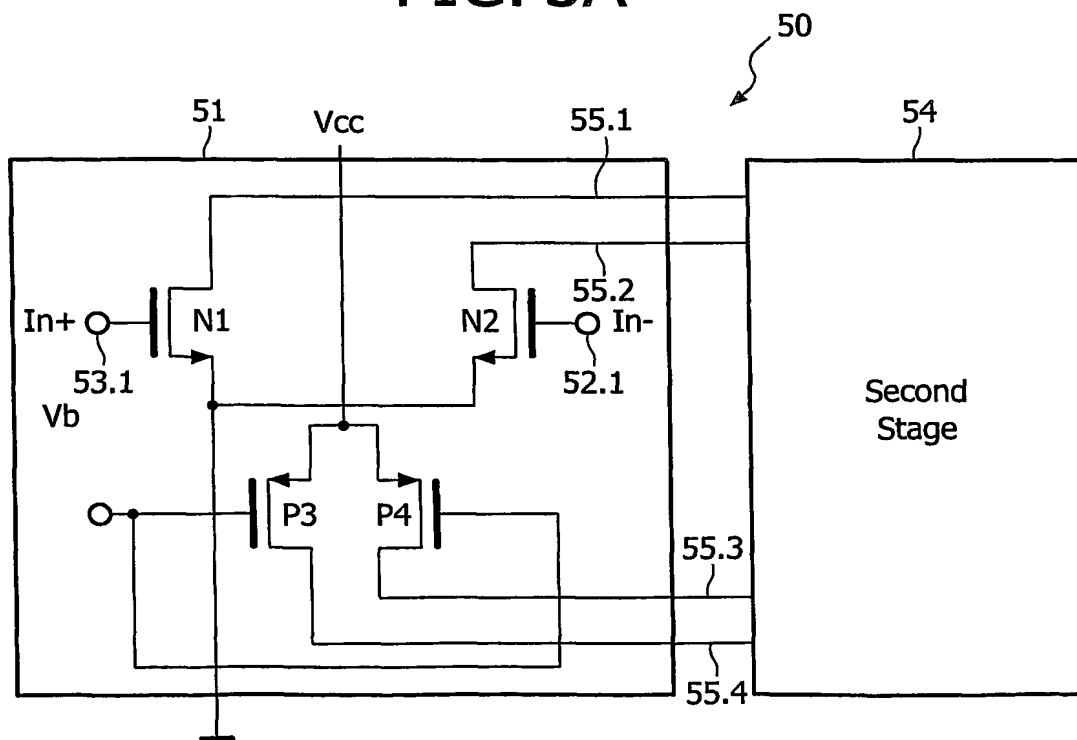 FIG. 5A
50
51
Vcc
55.1
54
55.2
In+
N1
N2
In-
53.1
52.1
Vb
Second
Stage
P3
P4
55.3
55.4